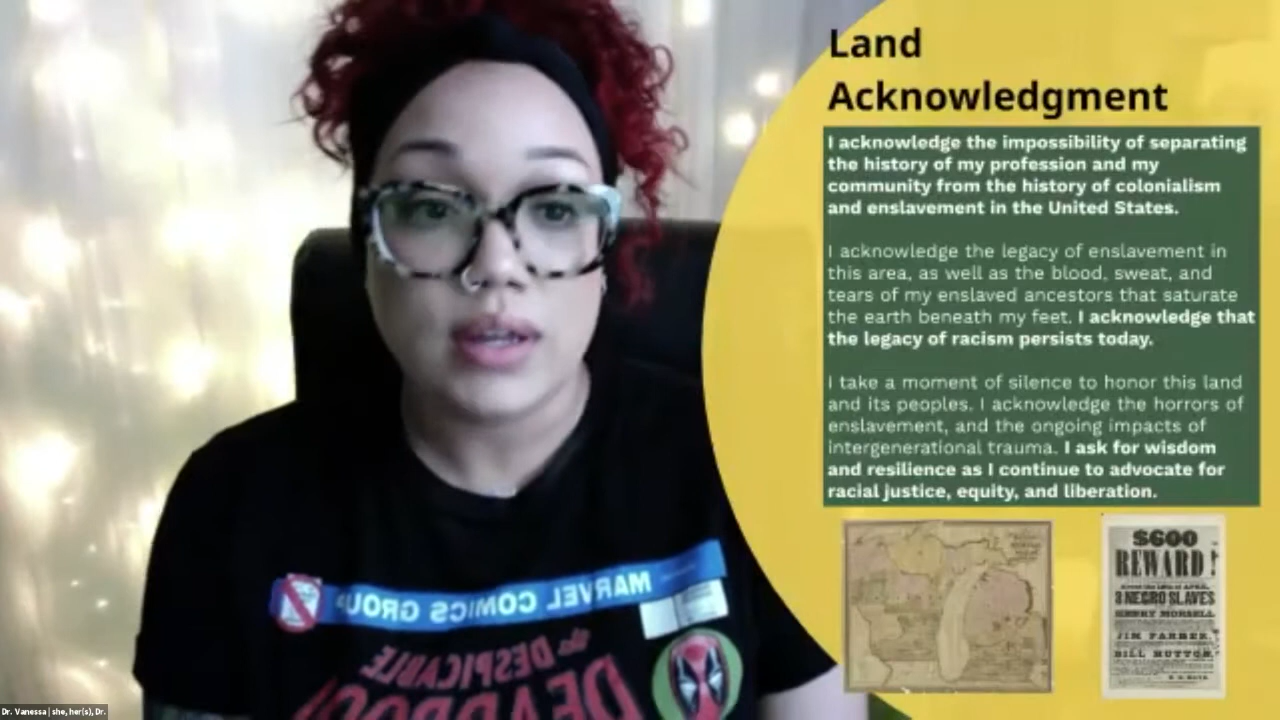 Land
Acknowledgment
I acknowledge the impossibility of separating
the history of my profession and my
community from the history of colonialism
and enslavement in the United States.
I acknowledge the legacy of enslavement in
this area, as well as the blood, sweat, and
tears of my enslaved ancestors that saturate
the earth beneath my feet. I acknowledge that
the legacy of racism persists today.
I take a moment of silence to honor this land
and its peoples. I acknowledge the horrors of
enslavement, and the ongoing impacts of
intergenerational trauma. I ask for wisdom
and resilience as I continue to advocate for
racial justice, equity, and liberation.
$600
REWARD!
NEGRO SLAVES
JIM FARBER,
BILL HUTTON,
MARVEL COMICS GROUP
The DESPICABLE
DEADPOOL
Dr. Vanessa | she, her(s), Dr.